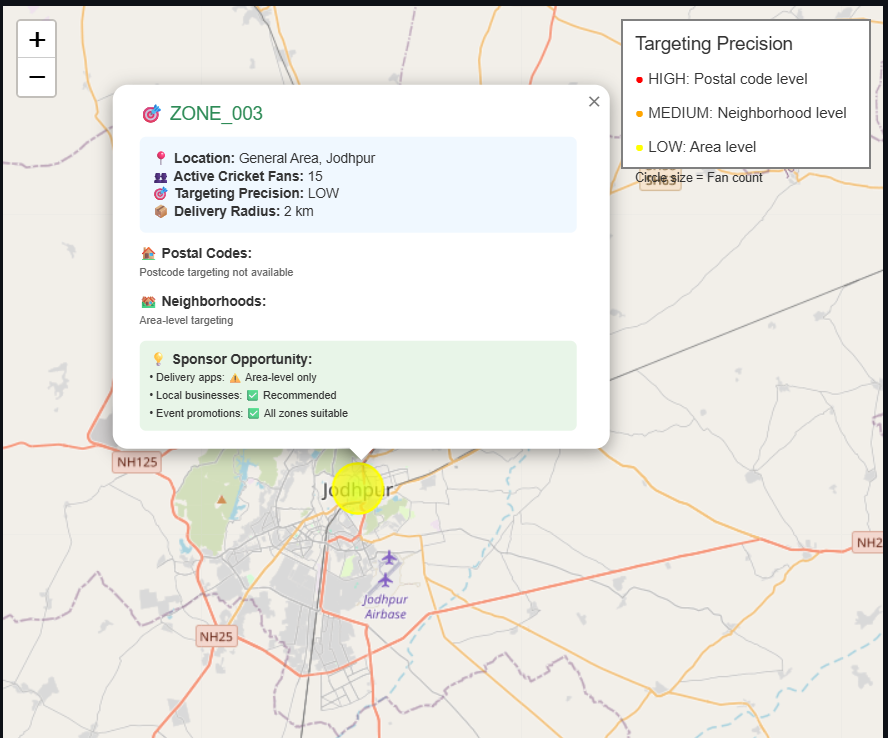 +
−
Targeting Precision
HIGH: Postal code level
MEDIUM: Neighborhood level
LOW: Area level
Circle size = Fan count
SH63
×
ZONE_003
Location: General Area, Jodhpur
Active Cricket Fans: 15
Targeting Precision: LOW
Delivery Radius: 2 km
Postal Codes:
Postcode targeting not available
Neighborhoods:
Area-level targeting
Sponsor Opportunity:
• Delivery apps: ⚠️ Area-level only
• Local businesses: ✅ Recommended
• Event promotions: ✅ All zones suitable
NH125
Jodhpur
NH2
Jodhpur
Airbase
NH25